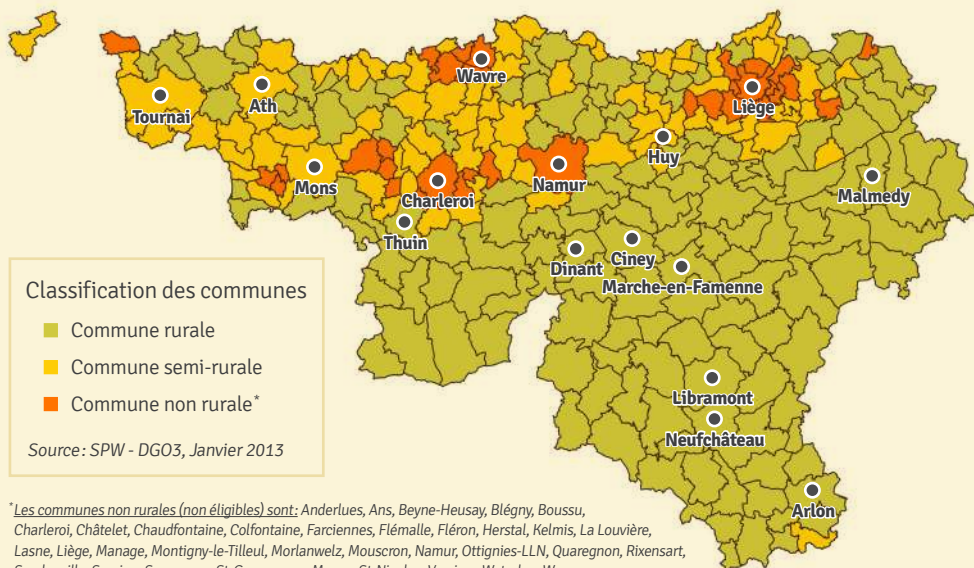 Wavre
Tournai
Ath
Liège
Huy
Mons
Charleroi
Namur
Malmedy
Thuin
Dinant
Ciney
Marche-en-Famenne
Classification des communes
Commune rurale
Commune semi-rurale
Commune non rurale*
Source: SPW - DGO3, Janvier 2013
Libramont
Neufchâteau
Arlon
*Les communes non rurales (non éligibles) sont: Anderlues, Ans, Beyne-Heusay, Blégny, Boussu,
Charleroi, Châtelet, Chaudfontaine, Colfontaine, Farciennes, Flémalle, Fléron, Herstal, Kelmis, La Louvière,
Lasne, Liège, Manage, Montigny-le-Tilleul, Morlanwelz, Mouscron, Namur, Ottignies-LLN, Quaregnon, Rixensart,